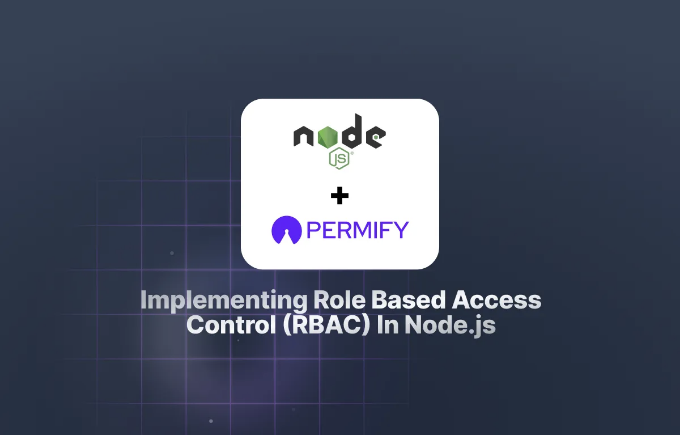 node
JS
+
PERMIFY
Implementing Role Based Access
Control (RBAC) In Node.js